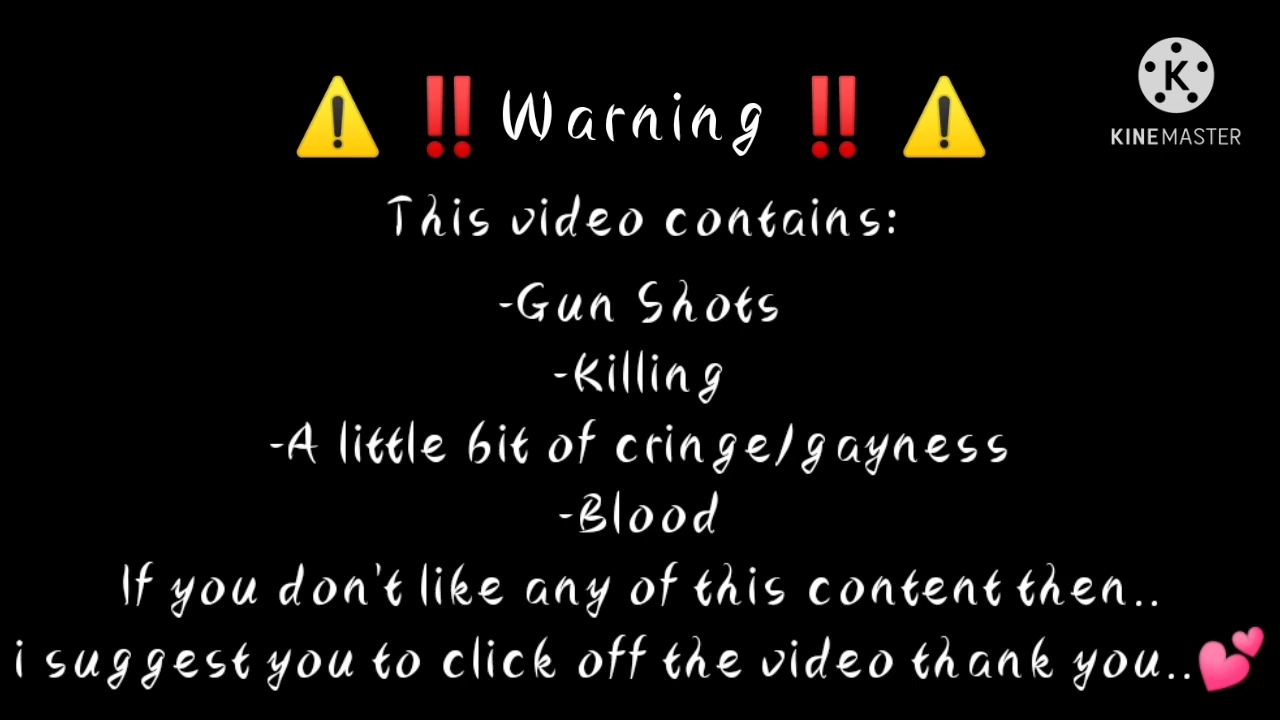 ⚠️ ‼️Warning ‼️ ⚠️
KINEMASTER
This video contains:
-Gun Shots
-Killing
-A little bit of cringe/gayness
-Blood
If you don't like any of this content then..
i suggest you to click off the video thank you..💕